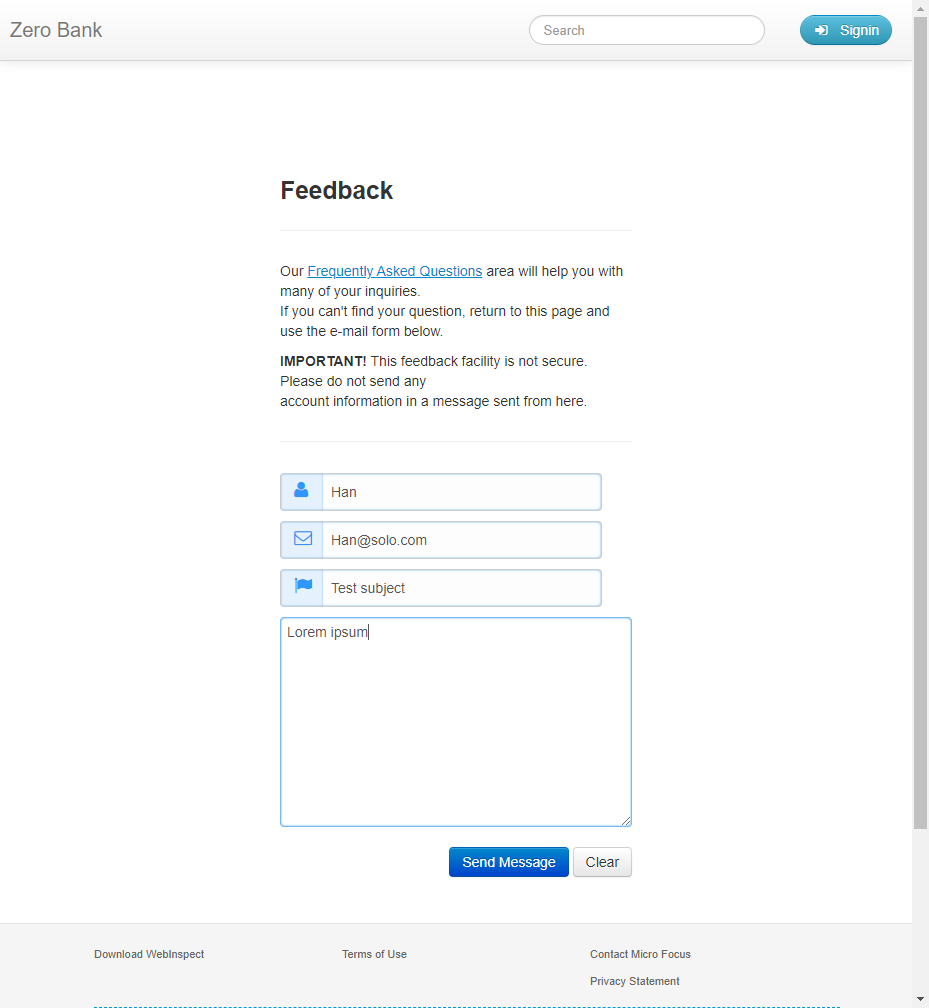 Zero Bank
Search
Signin
Feedback
Our Frequently Asked Questions area will help you with
many of your inquiries.
If you can't find your question, return to this page and
use the e-mail form below.
IMPORTANT! This feedback facility is not secure.
Please do not send any
account information in a message sent from here.
Han
Han@solo.com
Test subject
Lorem ipsum
Send Message
Clear
Download WebInspect
Terms of Use
Contact Micro Focus
Privacy Statement